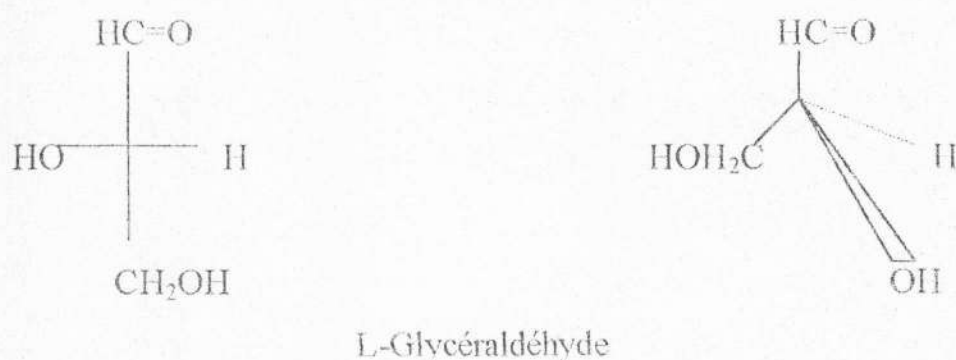 HC=O HC=O
HO H HOH₂C H
CH₂OH OH
L-Glycéraldéhyde